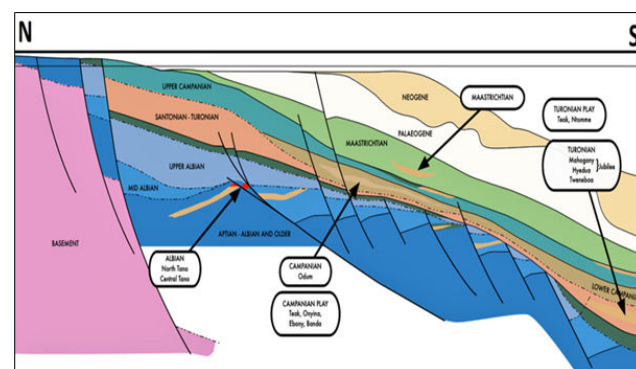 N
S
UPPER CAMPANIAN
SANTONIAN - TURONIAN
UPPER ALBIAN
MID ALBIAN
BASEMENT
APTIAN - ALBIAN AND OLDER
MAASTRICHTIAN
PALAEOGENE
NEOGENE
LOWER CAMPANI
MAASTRICHTIAN
TURONIAN PLAY
Teak, Ntomme
TURONIAN
Mahogany
Hyedua
Tweneboa
Jubilee
ALBIAN
North Tano
Central Tano
CAMPANIAN
Odum
CAMPANIAN PLAY
Teak, Onyina,
Ebony, Banda